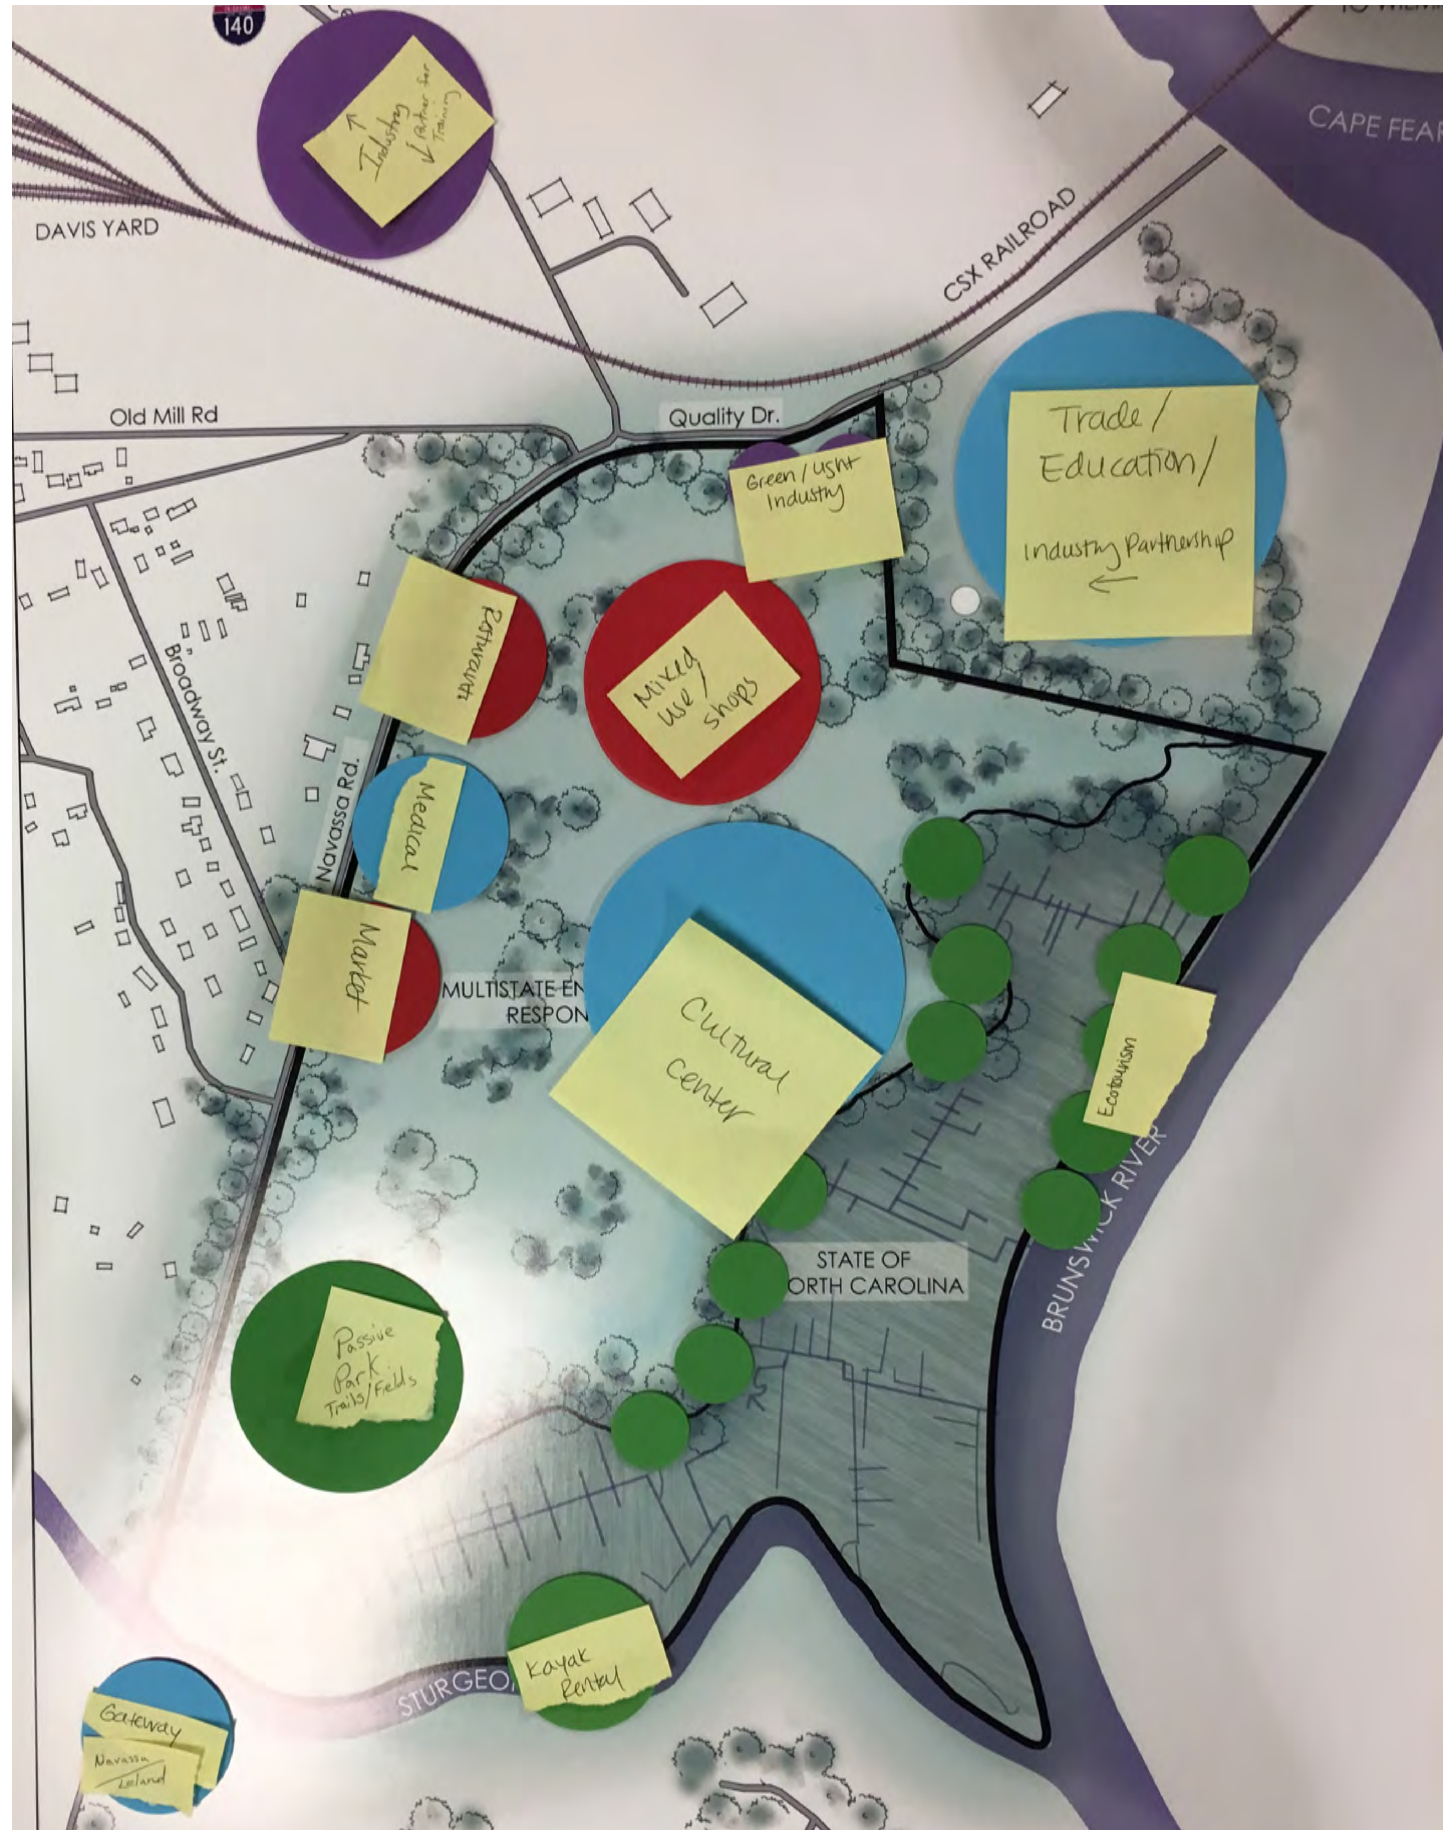 140
CAPE FEAR
↑
Industry
↓ Partner for
Training
DAVIS YARD
CSX RAILROAD
Old Mill Rd
Quality Dr.
Trade/
Education/
Industry Partnership
←
Green/Light
Industry
Mixed
use/
shops
Broadway St.
Navassa Rd.
Medical
Market
MULTISTATE EN
RESPON
Cultural
center
Ecotourism
BRUNSWICK RIVER
STATE OF
ORTH CAROLINA
Passive
Park
Trails/Fields
Kayak
Rental
STURGEO
Gateway
Navassa/
Leland